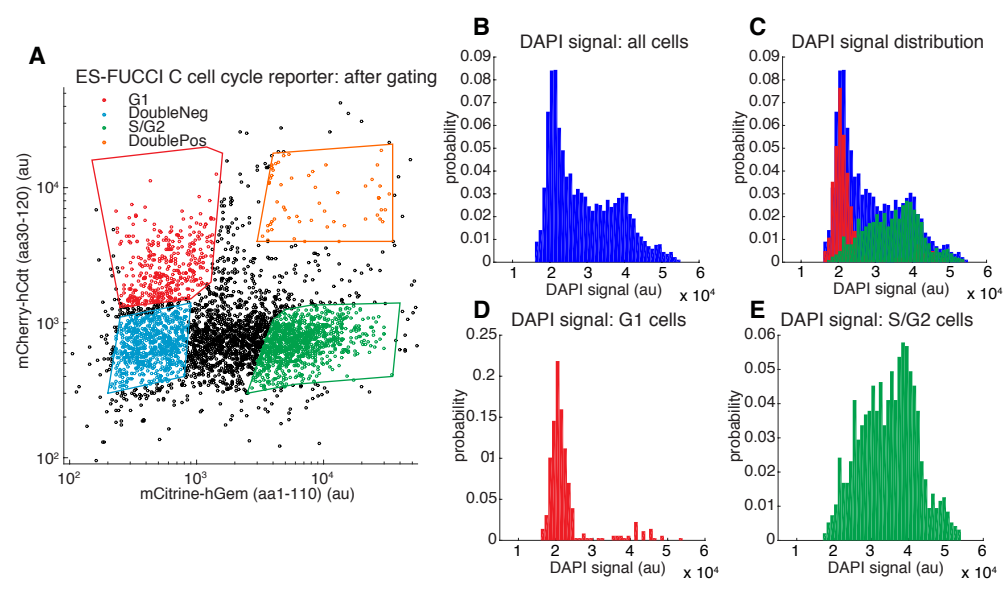 A
ES-FUCCI C cell cycle reporter: after gating
G1
DoubleNeg
S/G2
DoublePos
mCherry-hCdt (aa30-120) (au)
10⁴
10³
10²
10² 10³ 10⁴
mCitrine-hGem (aa1-110) (au)
B
DAPI signal: all cells
probability
0.09
0.08
0.07
0.06
0.05
0.04
0.03
0.02
0.01
0
1 2 3 4 5 6
DAPI signal (au)
x 10⁴
C
DAPI signal distribution
probability
0.09
0.08
0.07
0.06
0.05
0.04
0.03
0.02
0.01
0
1 2 3 4 5 6
DAPI signal (au)
x 10⁴
D
DAPI signal: G1 cells
probability
0.25
0.2
0.15
0.1
0.05
0
1 2 3 4 5 6
DAPI signal (au)
x 10⁴
E
DAPI signal: S/G2 cells
probability
0.06
0.05
0.04
0.03
0.02
0.01
0
1 2 3 4 5 6
DAPI signal (au)
x 10⁴